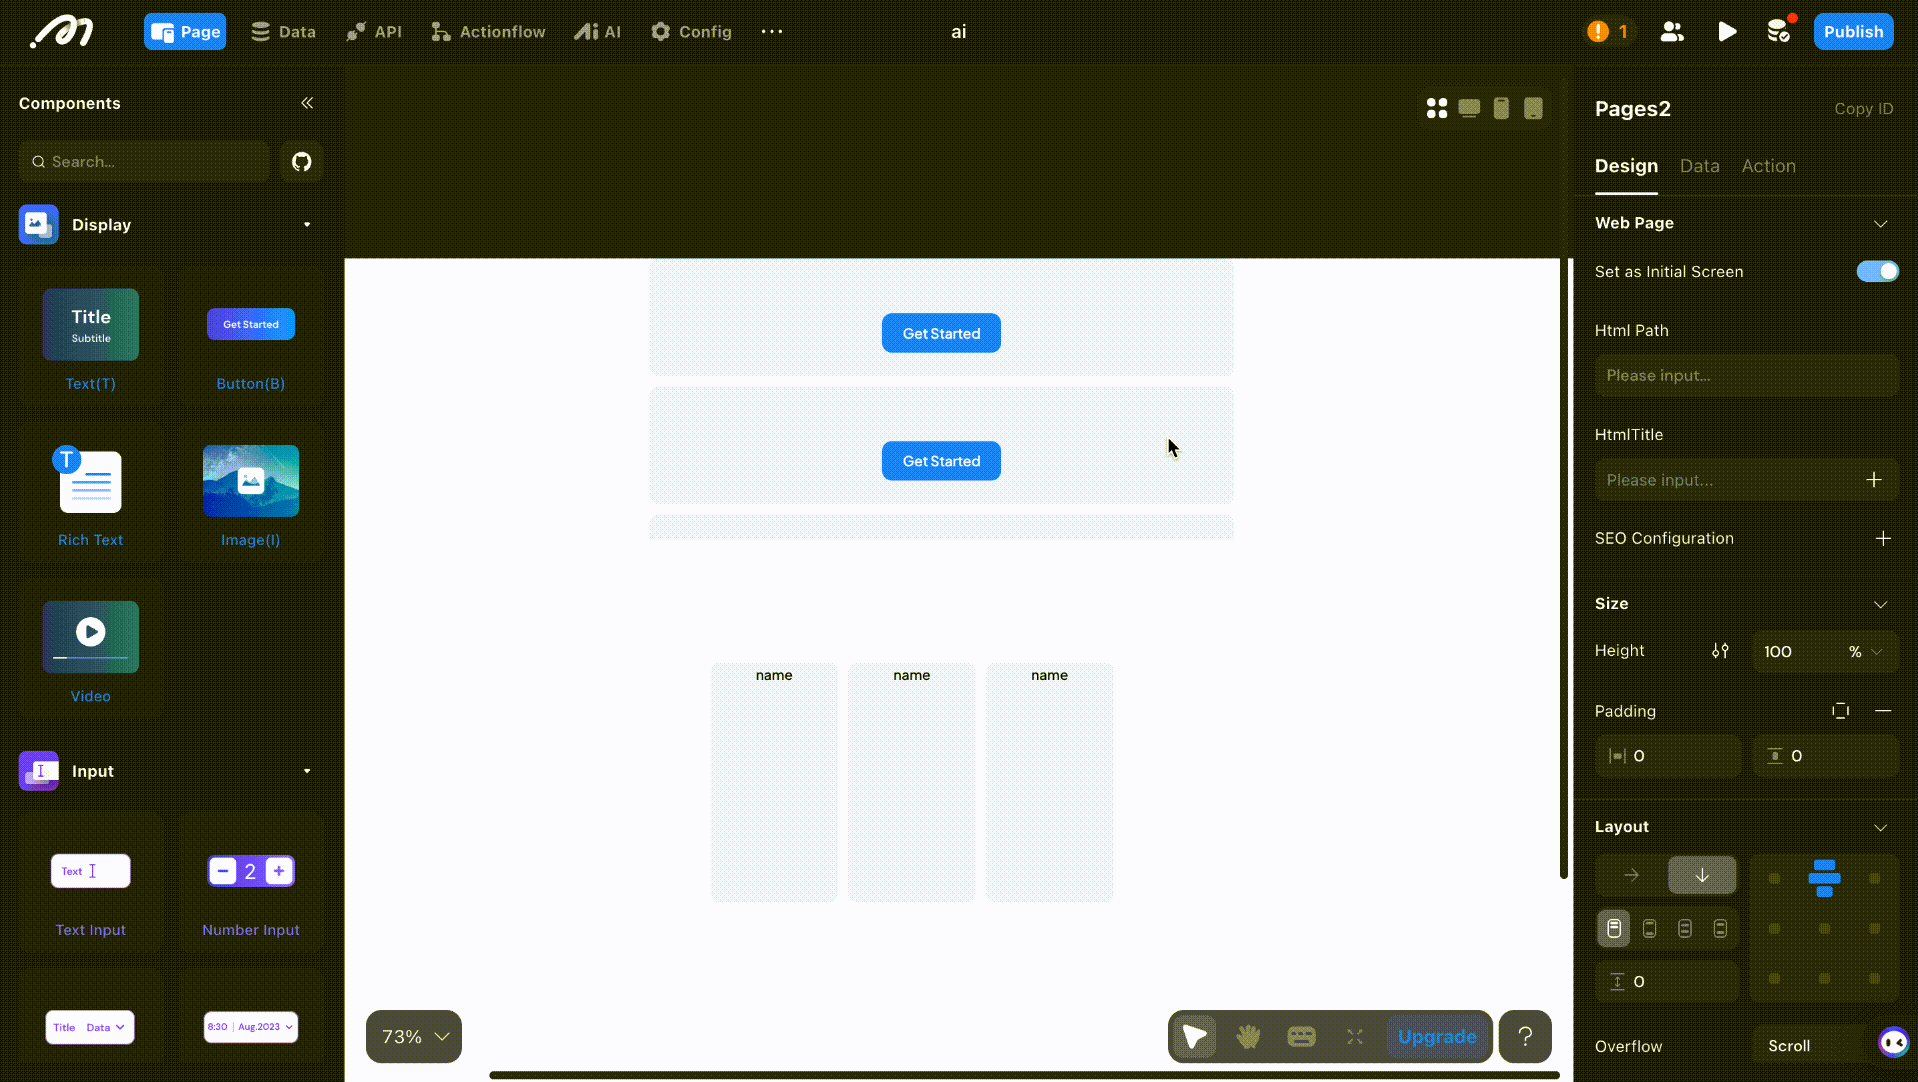 Page
Data
API
Actionflow
AI
Config
ai
1
Publish
Components
Search...
Display
Title
Subtitle
Text(T)
Get Started
Button(B)
T
Rich Text
Image(I)
Video
Input
Text
Text Input
2
Number Input
Title Data
8:30 Aug.2023
Get Started
Get Started
name
name
name
73%
Upgrade
?
Pages2
Copy ID
Design
Data
Action
Web Page
Set as Initial Screen
Html Path
Please input...
HtmlTitle
Please input...
SEO Configuration
Size
Height
100
%
Padding
0
0
Layout
0
Overflow
Scroll